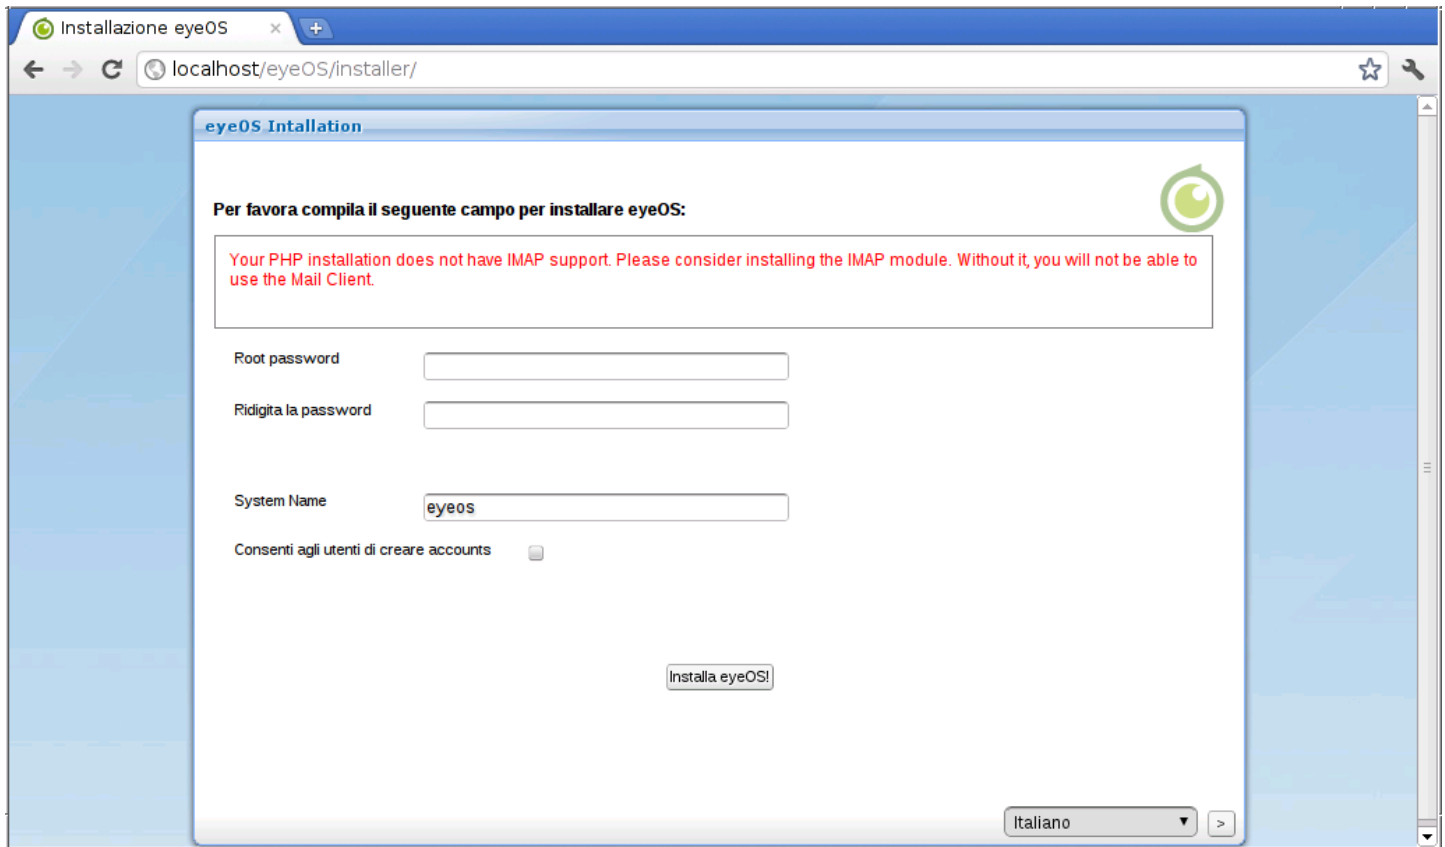 Installazione eyeOS
localhost/eyeOS/installer/
eyeOS Intallation
Per favora compila il seguente campo per installare eyeOS:
Your PHP installation does not have IMAP support. Please consider installing the IMAP module. Without it, you will not be able to
use the Mail Client.
Root password
Ridigita la password
System Name
eyeos
Consenti agli utenti di creare accounts
Installa eyeOS!
Italiano
>